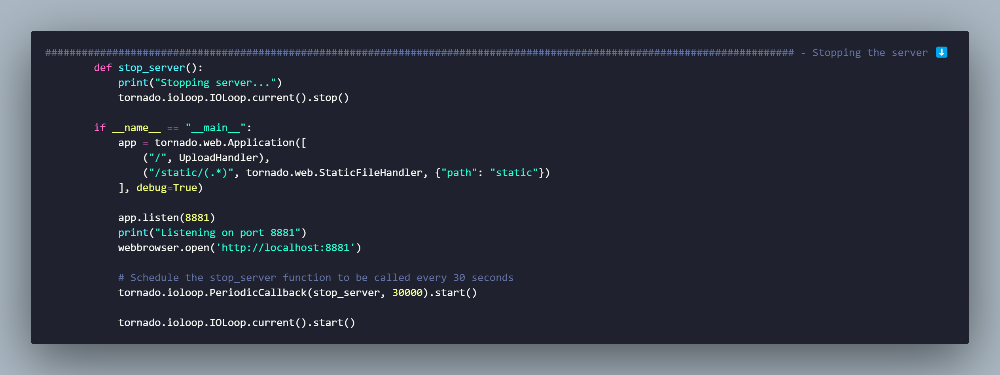 ########################################################################################################################### - Stopping the server ⬇️
def stop_server():
print("Stopping server...")
tornado.ioloop.IOLoop.current().stop()
if __name__ == "__main__":
app = tornado.web.Application([
("/", UploadHandler),
("/static/(.*)", tornado.web.StaticFileHandler, {"path": "static"})
], debug=True)
app.listen(8881)
print("Listening on port 8881")
webbrowser.open('http://localhost:8881')
# Schedule the stop_server function to be called every 30 seconds
tornado.ioloop.PeriodicCallback(stop_server, 30000).start()
tornado.ioloop.IOLoop.current().start()